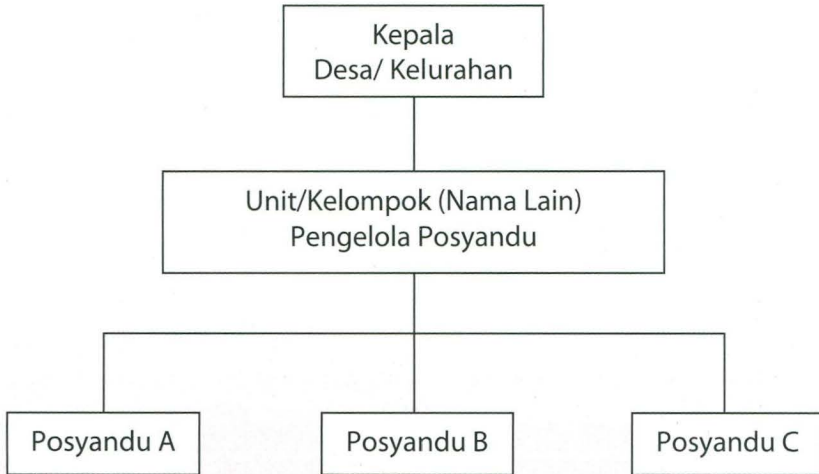 Kepala
Desa/ Kelurahan
Unit/Kelompok (Nama Lain)
Pengelola Posyandu
Posyandu A
Posyandu B
Posyandu C